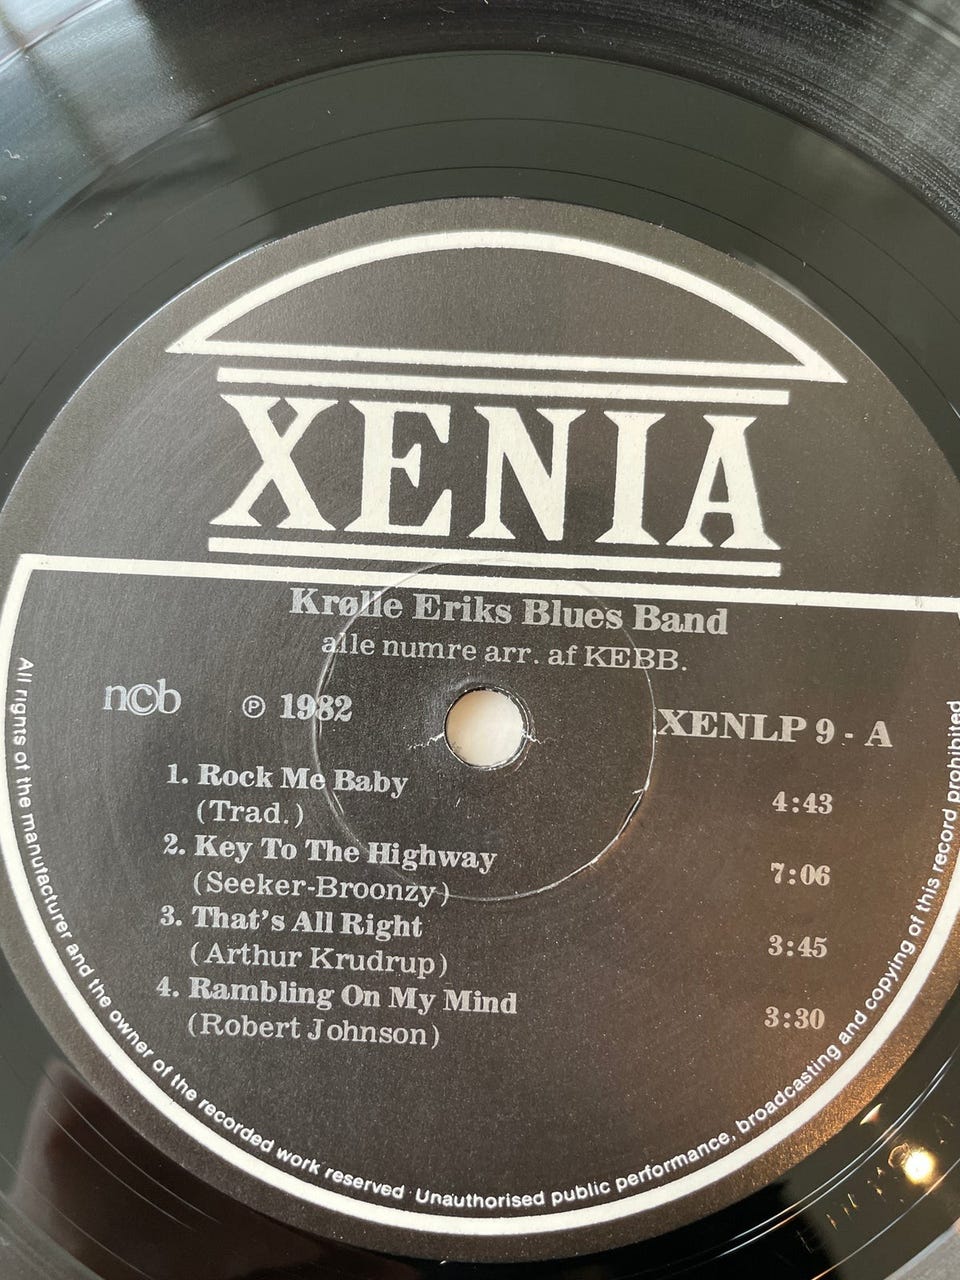 XENIA
Krølle Eriks Blues Band
alle numre arr. af KEBB.
n©b ℗ 1982 XENLP 9 - A
1. Rock Me Baby 4:43
(Trad.)
2. Key To The Highway 7:06
(Seeker-Broonzy)
3. That's All Right 3:45
(Arthur Krudrup)
4. Rambling On My Mind 3:30
(Robert Johnson)
All rights of the manufacturer and the owner of the recorded work reserved · Unauthorised public performance, broadcasting and copying of this record prohibited